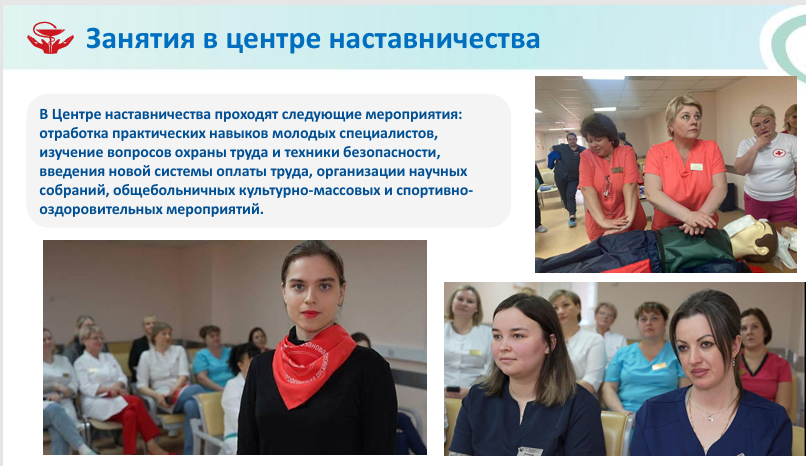 Занятия в центре наставничества
В Центре наставничества проходят следующие мероприятия:
отработка практических навыков молодых специалистов,
изучение вопросов охраны труда и техники безопасности,
введения новой системы оплаты труда, организации научных
собраний, общебольничных культурно-массовых и спортивно-
оздоровительных мероприятий.